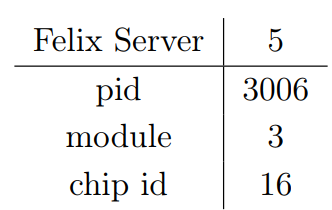 Felix Server 5
pid 3006
module 3
chip id 16